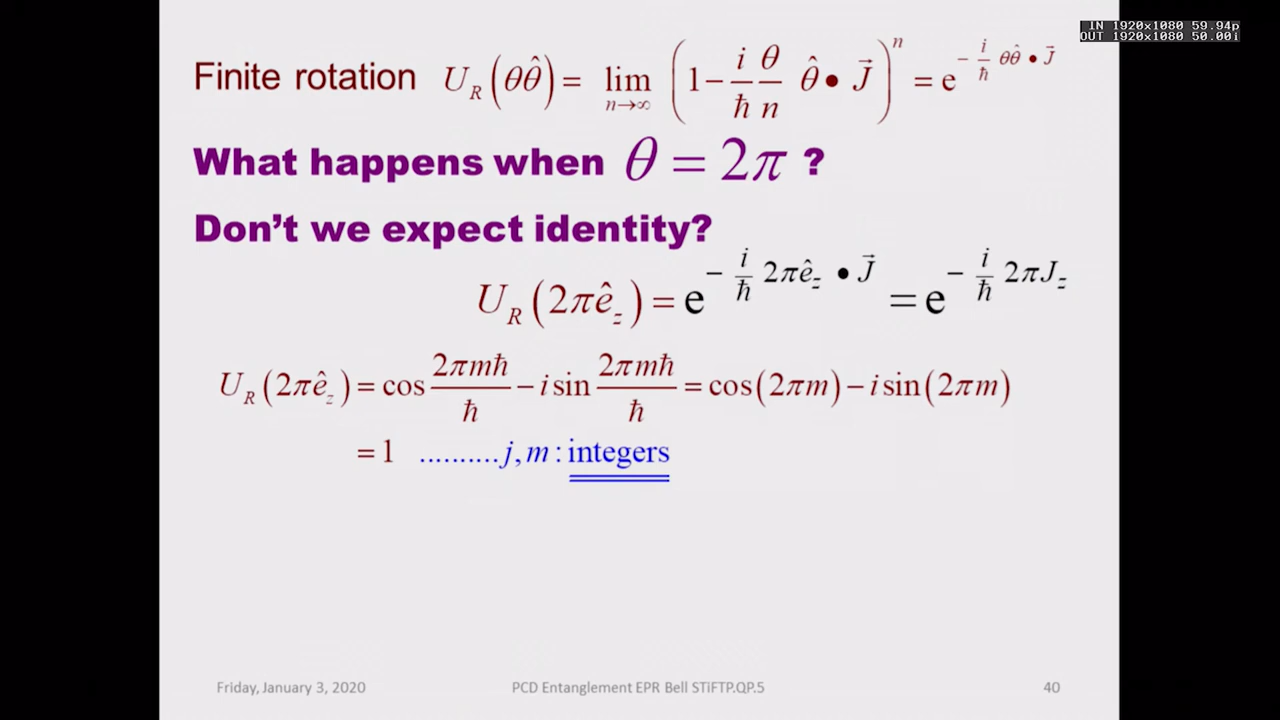 IN 1920x1080 59.94p
OUT 1920x1080 50.00i
Finite rotation U_R(θθ̂) = lim_{n→∞} (1 − (i/ħ)(θ/n) θ̂ • J⃗)^n = e^{−(i/ħ) θθ̂ • J⃗}
What happens when θ = 2π ?
Don’t we expect identity?
U_R(2πê_z) = e^{−(i/ħ) 2πê_z • J⃗} = e^{−(i/ħ) 2πJ_z}
U_R(2πê_z) = cos (2πmħ/ħ) − i sin (2πmħ/ħ) = cos(2πm) − i sin(2πm)
= 1 ..........j, m : integers
Friday, January 3, 2020 PCD Entanglement EPR Bell STiFTP.QP.5 40